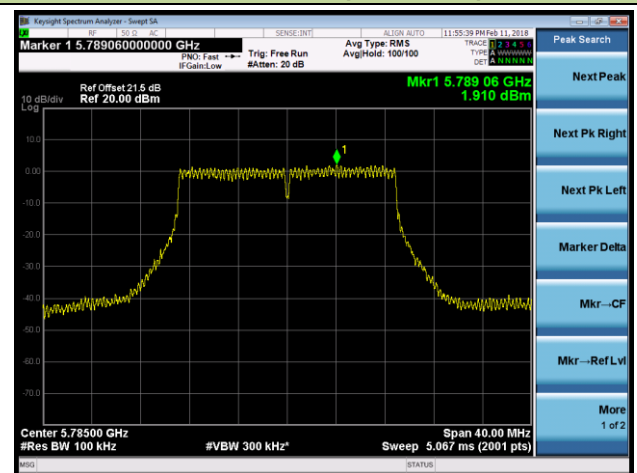 Keysight Spectrum Analyzer - Swept SA
RF 50 Ω AC SENSE:INT ALIGN AUTO 11:55:39 PM Feb 11, 2018
Marker 1 5.789060000000 GHz
PNO: Fast
IFGain:Low
Trig: Free Run
#Atten: 20 dB
Avg Type: RMS
Avg|Hold: 100/100
TRACE 1 2 3 4 5 6
TYPE A WWWWW
DET A N N N N N
Peak Search
Ref Offset 21.5 dB
10 dB/div Ref 20.00 dBm
Log
Mkr1 5.789 06 GHz
1.910 dBm
Next Peak
Next Pk Right
Next Pk Left
Marker Delta
Mkr→CF
Mkr→Ref Lvl
More
1 of 2
1
10.0
0.00
-10.0
-20.0
-30.0
-40.0
-50.0
-60.0
-70.0
Center 5.78500 GHz Span 40.00 MHz
#Res BW 100 kHz #VBW 300 kHz* Sweep 5.067 ms (2001 pts)
MSG STATUS